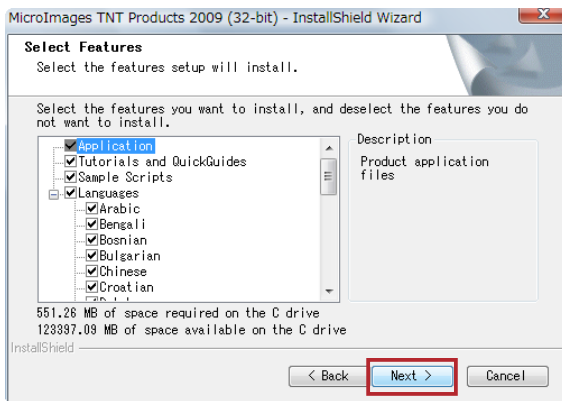 MicroImages TNT Products 2009 (32-bit) - InstallShield Wizard
Select Features
Select the features setup will install.
Select the features you want to install, and deselect the features you do
not want to install.
Application
Tutorials and QuickGuides
Sample Scripts
Languages
Arabic
Bengali
Bosnian
Bulgarian
Chinese
Croatian
Description
Product application
files
551.26 MB of space required on the C drive
123397.09 MB of space available on the C drive
InstallShield
< Back
Next >
Cancel